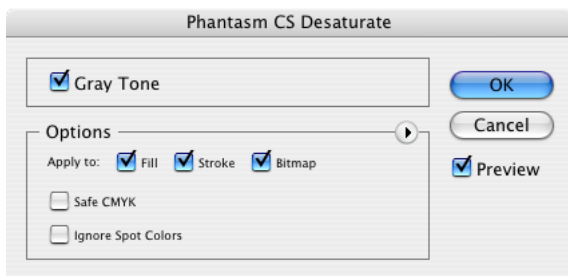 Phantasm CS Desaturate
Gray Tone
OK
Options
Cancel
Apply to: Fill Stroke Bitmap
Preview
Safe CMYK
Ignore Spot Colors